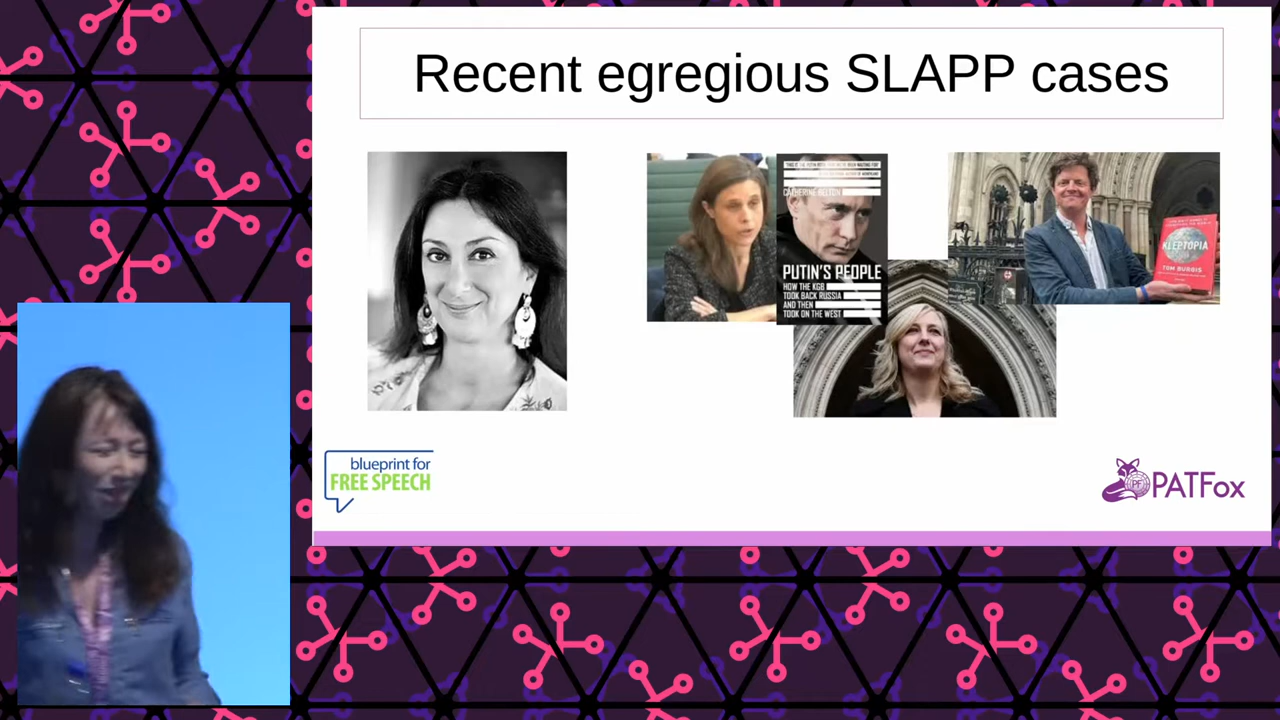 Recent egregious SLAPP cases
CATHERINE BELTON
PUTIN'S PEOPLE
HOW THE KGB
TOOK BACK RUSSIA
AND THEN
TOOK ON THE WEST
KLEPTOPIA
TOM BURGIS
blueprint for
FREE SPEECH
PF
PATFox